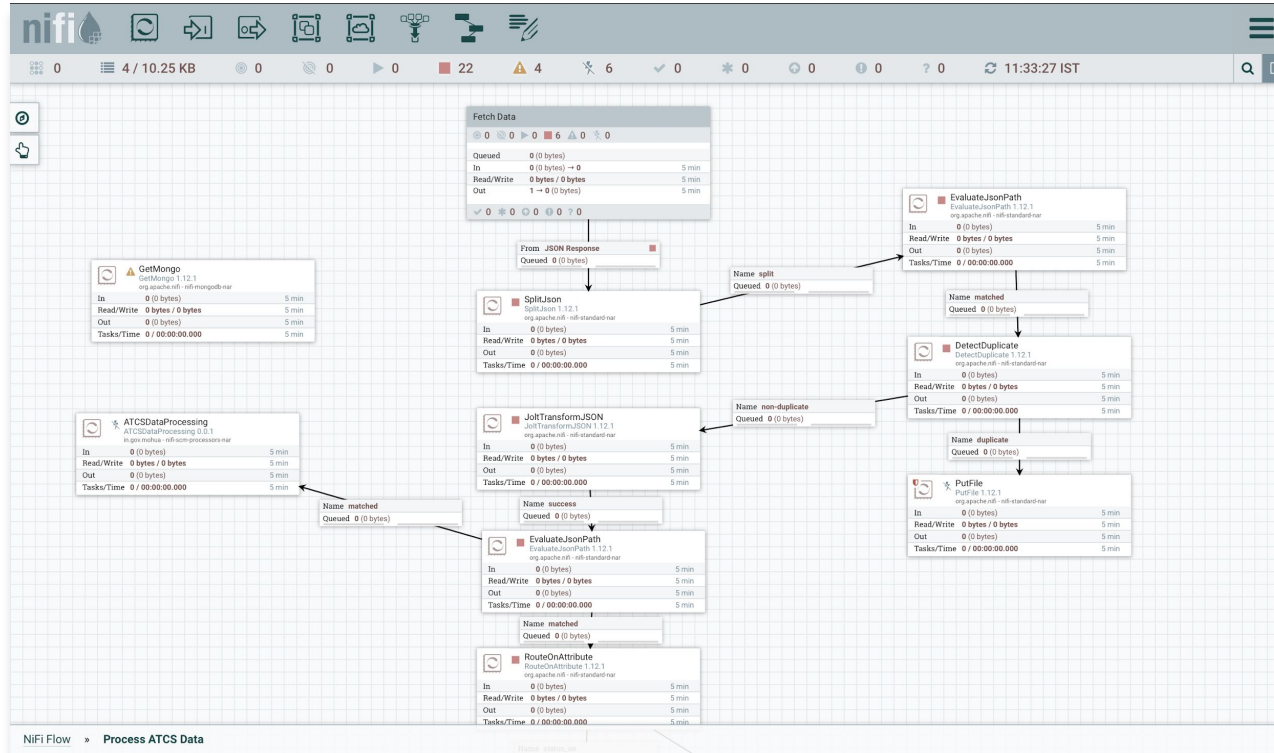 nifi
0 4 / 10.25 KB 0 0 0 22 4 6 0 0 0 0 ? 0 11:33:27 IST
Fetch Data
0 0 0 6 0 0
Queued 0 (0 bytes)
In 0 (0 bytes) → 0 5 min
Read/Write 0 bytes / 0 bytes 5 min
Out 1 → 0 (0 bytes) 5 min
0 0 0 0 ? 0
From JSON Response
Queued 0 (0 bytes)
EvaluateJsonPath
EvaluateJsonPath 1.12.1
org.apache.nifi - nifi-standard-nar
In 0 (0 bytes) 5 min
Read/Write 0 bytes / 0 bytes 5 min
Out 0 (0 bytes) 5 min
Tasks/Time 0 / 00:00:00.000 5 min
Name split
Queued 0 (0 bytes)
GetMongo
GetMongo 1.12.1
org.apache.nifi - nifi-mongodb-nar
In 0 (0 bytes) 5 min
Read/Write 0 bytes / 0 bytes 5 min
Out 0 (0 bytes) 5 min
Tasks/Time 0 / 00:00:00.000 5 min
SplitJson
SplitJson 1.12.1
org.apache.nifi - nifi-standard-nar
In 0 (0 bytes) 5 min
Read/Write 0 bytes / 0 bytes 5 min
Out 0 (0 bytes) 5 min
Tasks/Time 0 / 00:00:00.000 5 min
Name matched
Queued 0 (0 bytes)
DetectDuplicate
DetectDuplicate 1.12.1
org.apache.nifi - nifi-standard-nar
In 0 (0 bytes) 5 min
Read/Write 0 bytes / 0 bytes 5 min
Out 0 (0 bytes) 5 min
Tasks/Time 0 / 00:00:00.000 5 min
Name non-duplicate
Queued 0 (0 bytes)
ATCSDataProcessing
ATCSDataProcessing 0.0.1
in.gov.mohua - nifi-scm-processors-nar
In 0 (0 bytes) 5 min
Read/Write 0 bytes / 0 bytes 5 min
Out 0 (0 bytes) 5 min
Tasks/Time 0 / 00:00:00.000 5 min
JoltTransformJSON
JoltTransformJSON 1.12.1
org.apache.nifi - nifi-standard-nar
In 0 (0 bytes) 5 min
Read/Write 0 bytes / 0 bytes 5 min
Out 0 (0 bytes) 5 min
Tasks/Time 0 / 00:00:00.000 5 min
Name duplicate
Queued 0 (0 bytes)
PutFile
PutFile 1.12.1
org.apache.nifi - nifi-standard-nar
In 0 (0 bytes) 5 min
Read/Write 0 bytes / 0 bytes 5 min
Out 0 (0 bytes) 5 min
Tasks/Time 0 / 00:00:00.000 5 min
Name matched
Queued 0 (0 bytes)
Name success
Queued 0 (0 bytes)
EvaluateJsonPath
EvaluateJsonPath 1.12.1
org.apache.nifi - nifi-standard-nar
In 0 (0 bytes) 5 min
Read/Write 0 bytes / 0 bytes 5 min
Out 0 (0 bytes) 5 min
Tasks/Time 0 / 00:00:00.000 5 min
Name matched
Queued 0 (0 bytes)
RouteOnAttribute
RouteOnAttribute 1.12.1
org.apache.nifi - nifi-standard-nar
In 0 (0 bytes) 5 min
Read/Write 0 bytes / 0 bytes 5 min
Out 0 (0 bytes) 5 min
Tasks/Time 0 / 00:00:00.000 5 min
NiFi Flow » Process ATCS Data